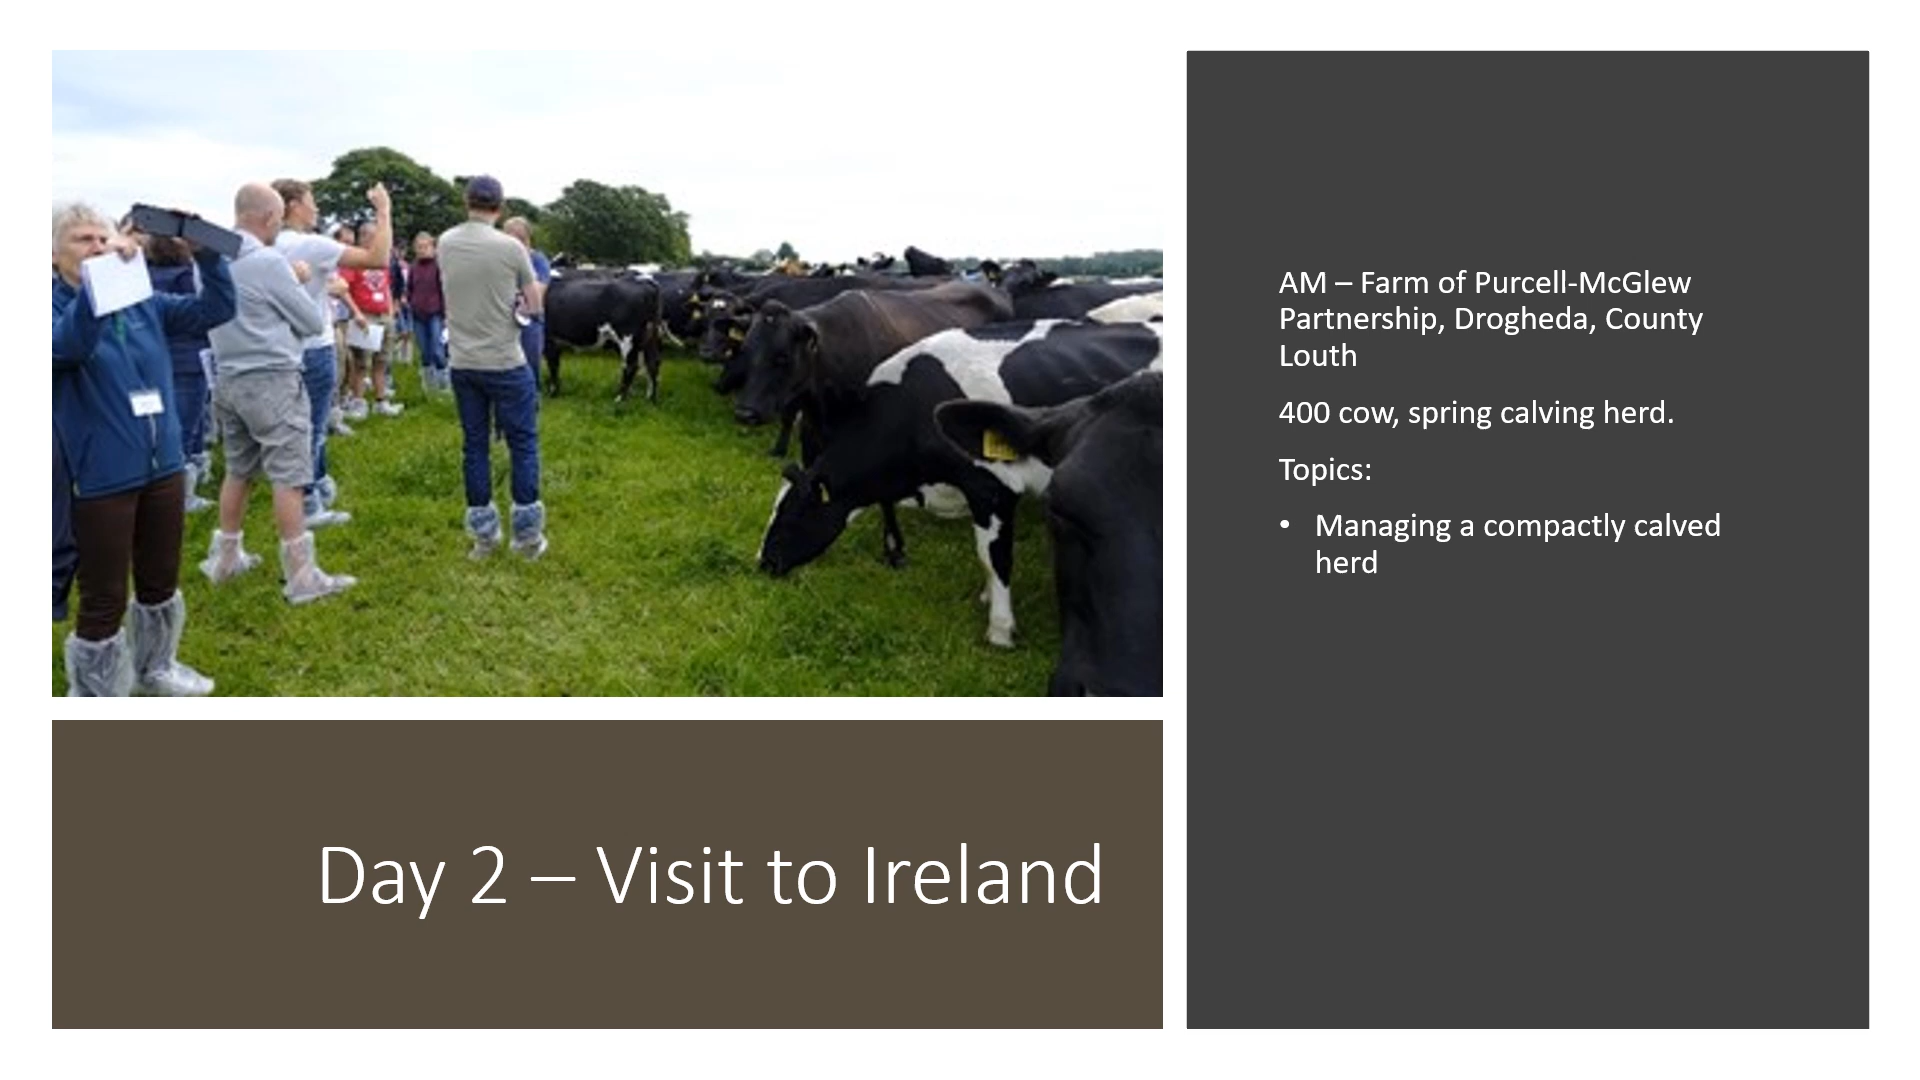 AM – Farm of Purcell-McGlew
Partnership, Drogheda, County
Louth
400 cow, spring calving herd.
Topics:
• Managing a compactly calved
herd
Day 2 – Visit to Ireland